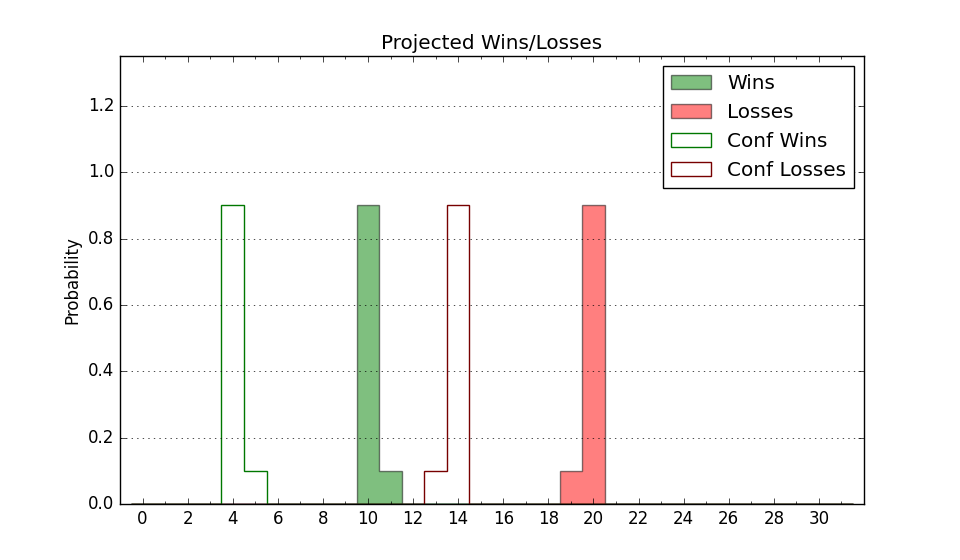 Projected Wins/Losses
Wins
Losses
Conf Wins
Conf Losses
Probability
1.2
1.0
0.8
0.6
0.4
0.2
0.0
0 2 4 6 8 10 12 14 16 18 20 22 24 26 28 30